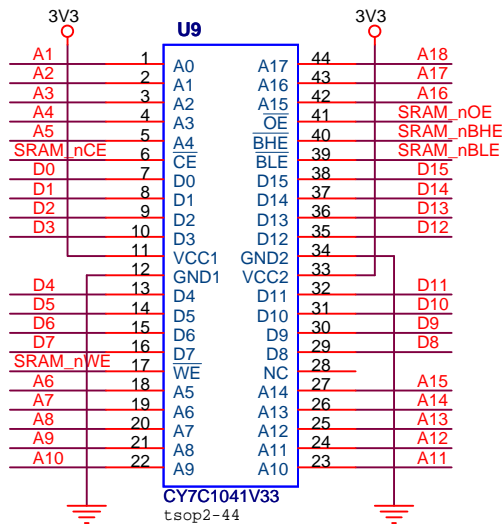 3V3 U9 3V3
A1 1 A0 A17 44 A18
A2 2 A1 A16 43 A17
A3 3 A2 A15 42 A16
A4 4 A3 OE 41 SRAM_nOE
A5 5 A4 BHE 40 SRAM_nBHE
SRAM_nCE 6 CE BLE 39 SRAM_nBLE
D0 7 D0 D15 38 D15
D1 8 D1 D14 37 D14
D2 9 D2 D13 36 D13
D3 10 D3 D12 35 D12
11 VCC1 GND2 34
12 GND1 VCC2 33
D4 13 D4 D11 32 D11
D5 14 D5 D10 31 D10
D6 15 D6 D9 30 D9
D7 16 D7 D8 29 D8
SRAM_nWE 17 WE NC 28
A6 18 A5 A14 27 A15
A7 19 A6 A13 26 A14
A8 20 A7 A12 25 A13
A9 21 A8 A11 24 A12
A10 22 A9 A10 23 A11
CY7C1041V33
tsop2-44